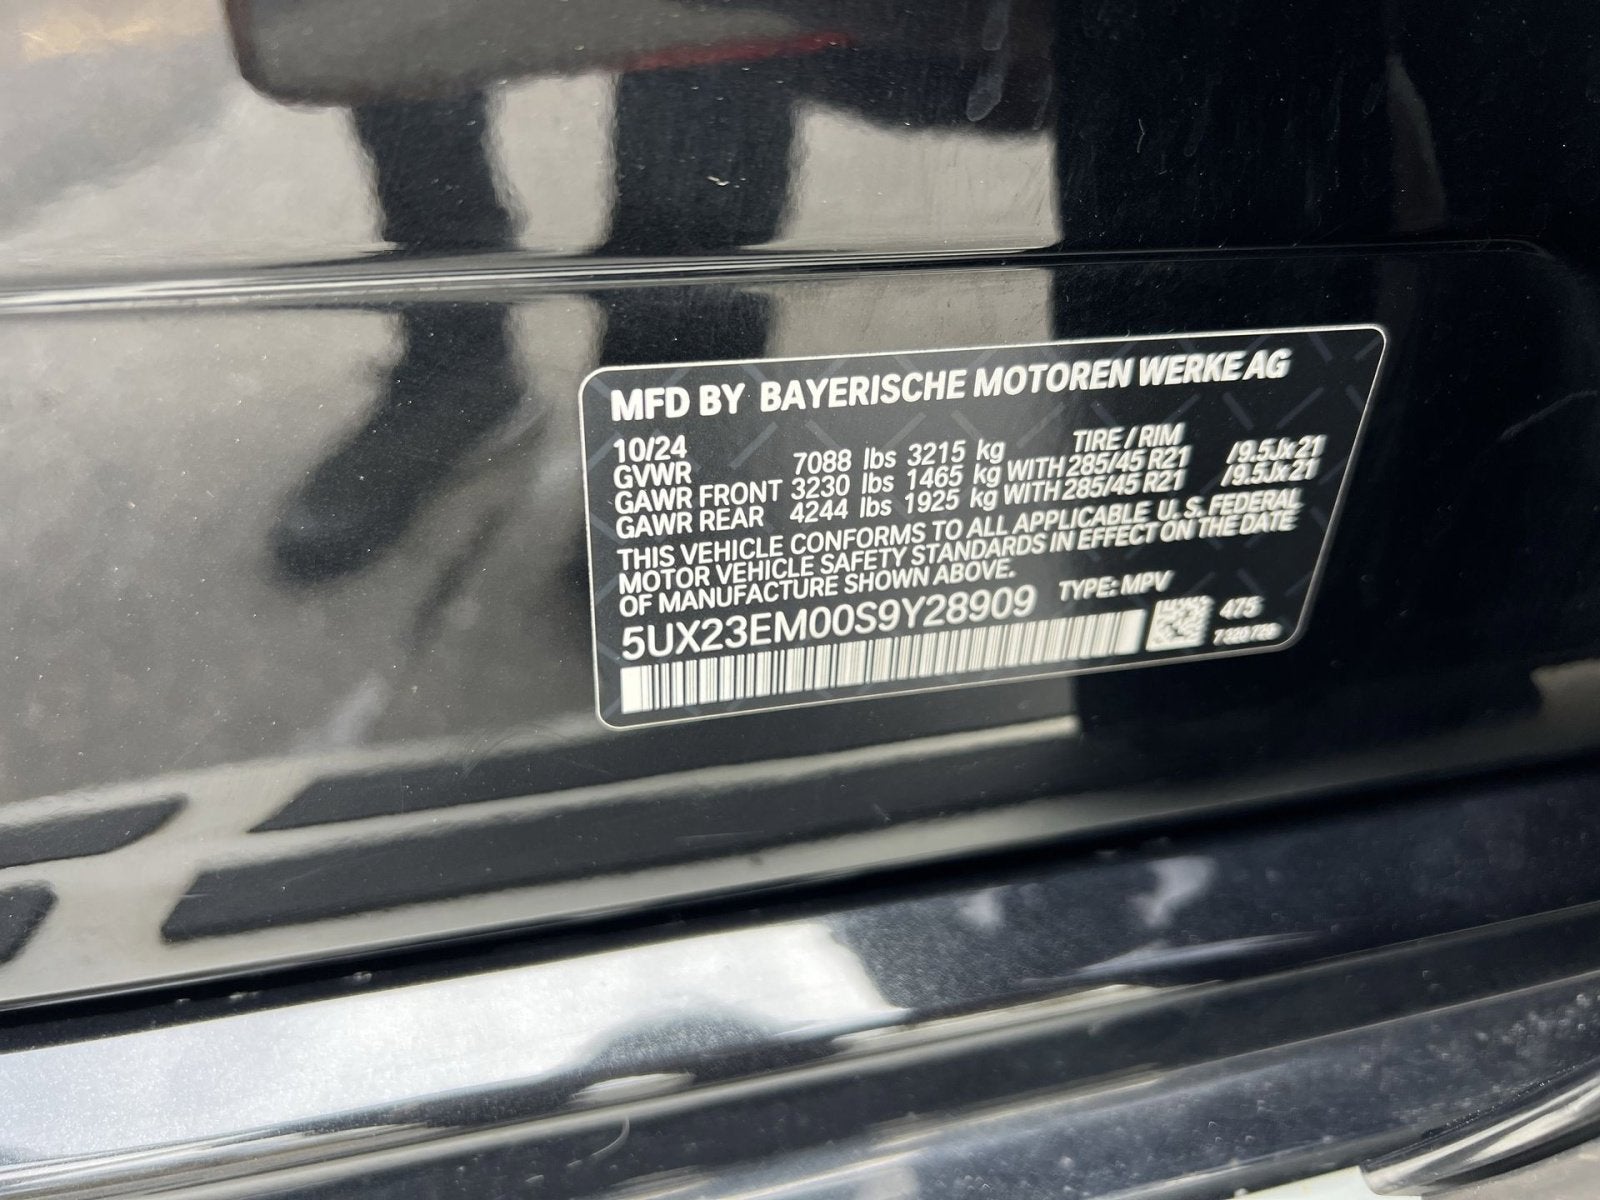 MFD BY BAYERISCHE MOTOREN WERKE AG
10/24 TIRE / RIM
GVWR 7088 lbs 3215 kg
GAWR FRONT 3230 lbs 1465 kg WITH 285/45 R21 /9.5Jx21
GAWR REAR 4244 lbs 1925 kg WITH 285/45 R21 /9.5Jx21
THIS VEHICLE CONFORMS TO ALL APPLICABLE U. S. FEDERAL
MOTOR VEHICLE SAFETY STANDARDS IN EFFECT ON THE DATE
OF MANUFACTURE SHOWN ABOVE.
5UX23EM00S9Y28909 TYPE: MPV
475